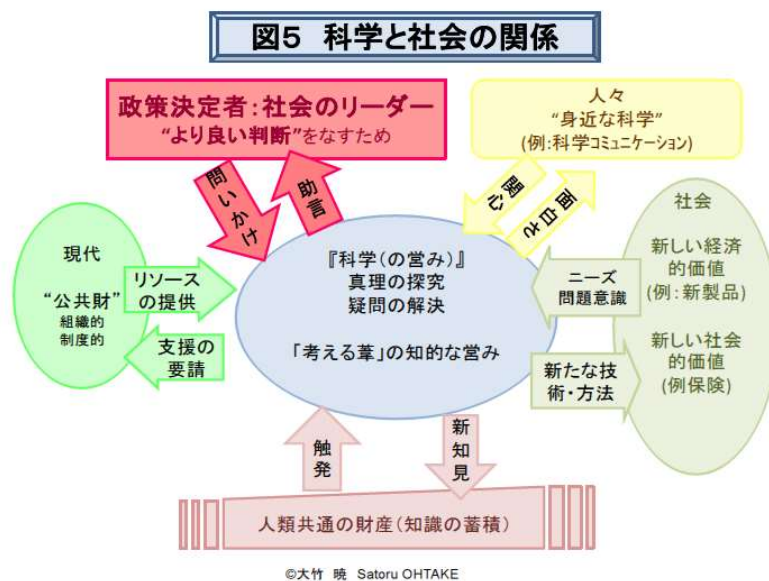 図5 科学と社会の関係
政策決定者：社会のリーダー
“より良い判断”をなすため
人々
“身近な科学”
(例：科学コミュニケーション)
問いかけ
助言
関心
面白さ
現代
“公共財”
組織的
制度的
リソース
の提供
支援の
要請
『科学(の営み)』
真理の探究
疑問の解決
「考える葦」の知的な営み
ニーズ
問題意識
新たな技
術・方法
社会
新しい経済
的価値
(例：新製品)
新しい社会
的価値
(例保険)
触発
新知見
人類共通の財産(知識の蓄積)
©大竹 暁 Satoru OHTAKE